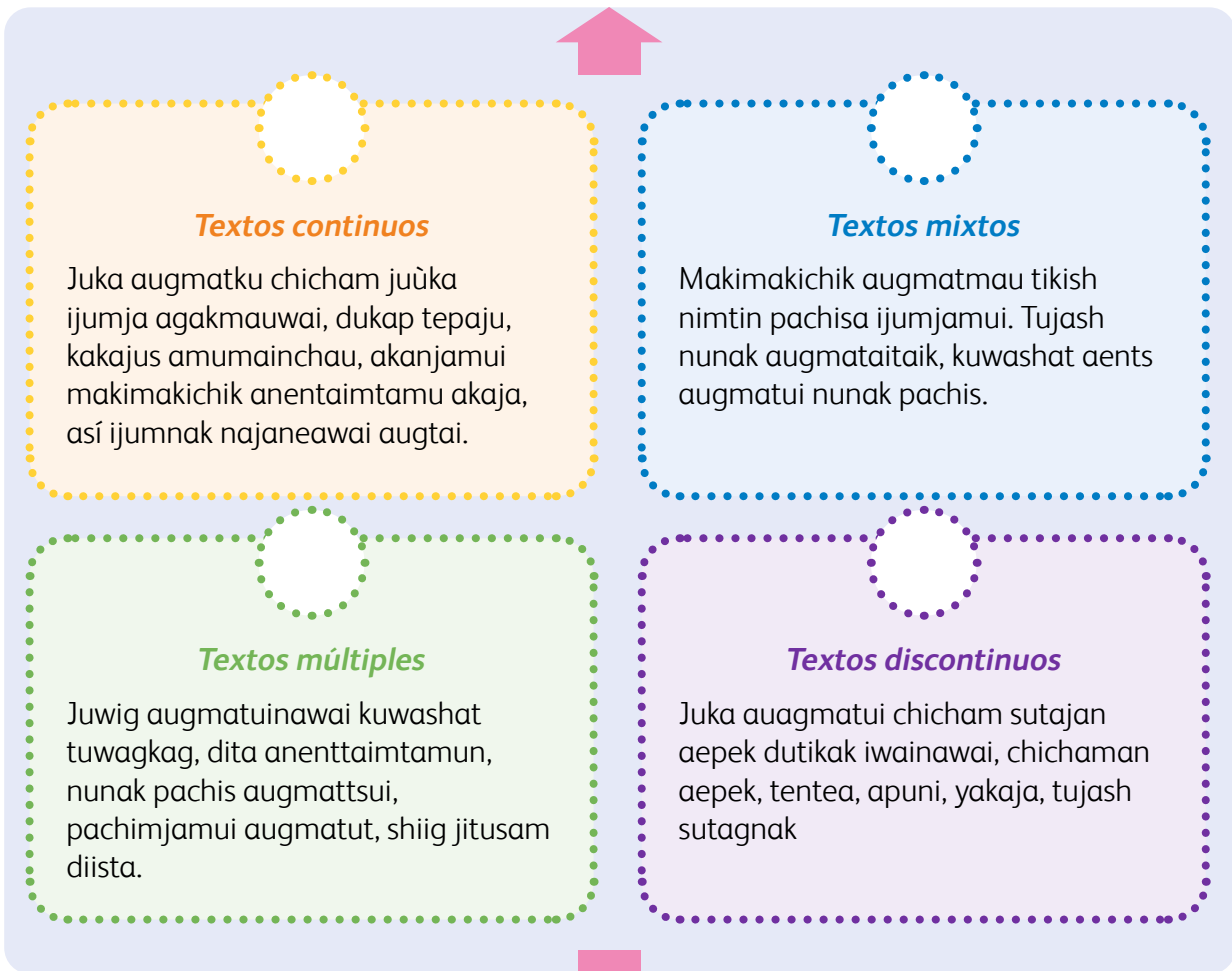 Textos continuos
Juka augmatku chicham juùka
ijumja agakmauwai, dukap tepaju,
kakajus amumainchau, akanjamui
makimakichik anentaimtamu akaja,
así ijumnak najaneawai augtai.
Textos mixtos
Makimakichik augmatmau tikish
nimtin pachisa ijumjamui. Tujash
nunak augmataitaik, kuwashat aents
augmatui nunak pachis.
Textos múltiples
Juwig augmatuinawai kuwashat
tuwagkag, dita anenttaimtamun,
nunak pachis augmattsui,
pachimjamui augmatut, shiig jitusam
diista.
Textos discontinuos
Juka auagmatui chicham sutajan
aepek dutikak iwainawai, chichaman
aepek, tentea, apuni, yakaja, tujash
sutagnak